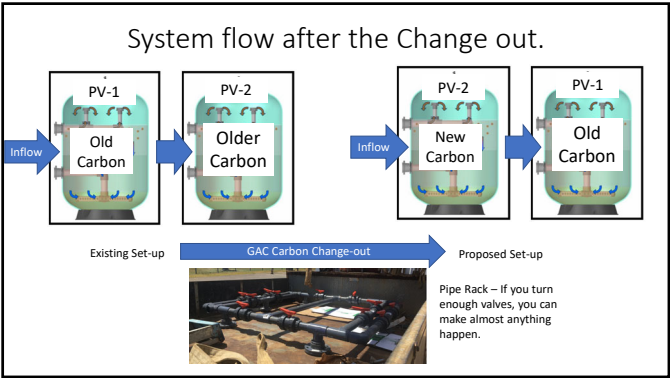 System flow after the Change out.
PV-1
Old
Carbon
PV-2
Older
Carbon
PV-2
New
Carbon
PV-1
Old
Carbon
Inflow
Inflow
Existing Set-up
GAC Carbon Change-out
Proposed Set-up
Pipe Rack – If you turn
enough valves, you can
make almost anything
happen.